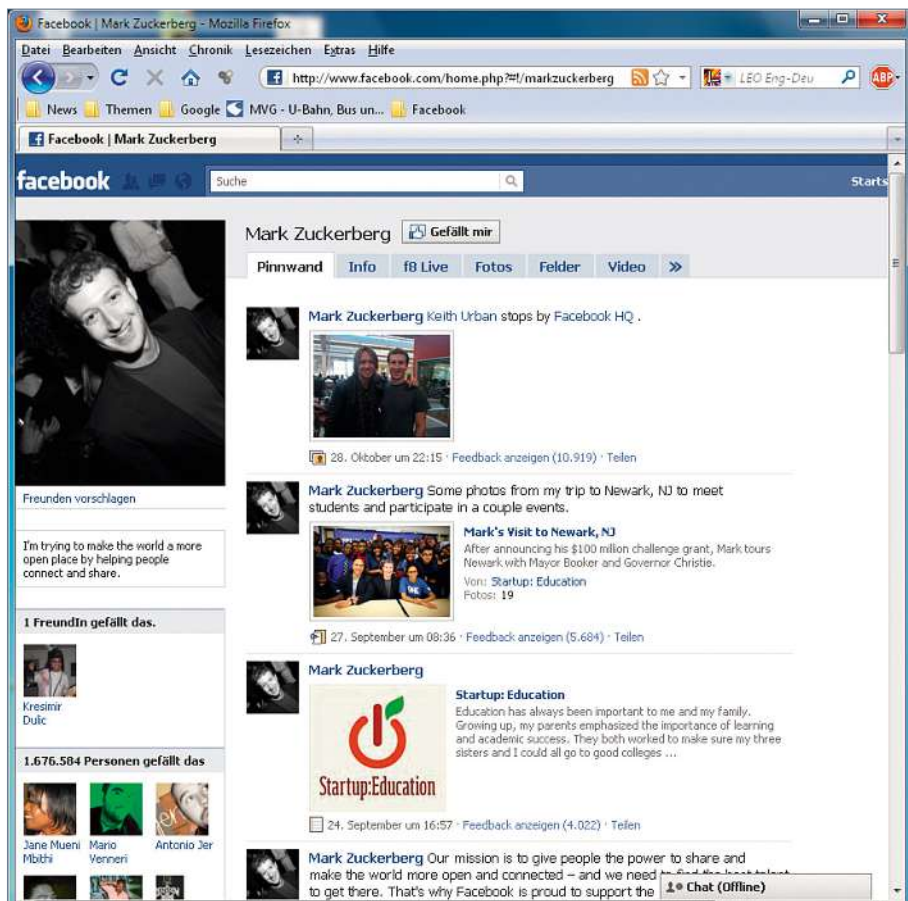 Facebook | Mark Zuckerberg - Mozilla Firefox
Datei Bearbeiten Ansicht Chronik Lesezeichen Extras Hilfe
http://www.facebook.com/home.php?#!/markzuckerberg
LEO Eng-Deu
ABP
News Themen Google MVG - U-Bahn, Bus un... Facebook
Facebook | Mark Zuckerberg
facebook
Suche
Starts
Mark Zuckerberg
Gefällt mir
Pinnwand Info f8 Live Fotos Felder Video »
Freunden vorschlagen
I'm trying to make the world a more
open place by helping people
connect and share.
1 FreundIn gefällt das.
Kresimir
Dulic
1.676.584 Personen gefällt das
Jane Mueni
Mbithi
Mario
Venneri
Antonio Jer
Mark Zuckerberg Keith Urban stops by Facebook HQ .
28. Oktober um 22:15 · Feedback anzeigen (10.919) · Teilen
Mark Zuckerberg Some photos from my trip to Newark, NJ to meet
students and participate in a couple events.
Mark's Visit to Newark, NJ
After announcing his $100 million challenge grant, Mark tours
Newark with Mayor Booker and Governor Christie.
Von: Startup: Education
Fotos: 19
27. September um 08:36 · Feedback anzeigen (5.684) · Teilen
Mark Zuckerberg
Startup:Education
Startup: Education
Education has always been important to me and my family.
Growing up, my parents emphasized the importance of learning
and academic success. They both worked to make sure my three
sisters and I could all go to good colleges ...
24. September um 16:57 · Feedback anzeigen (4.022) · Teilen
Mark Zuckerberg Our mission is to give people the power to share and
make the world more open and connected – and we need to find the best talent
to get there. That's why Facebook is proud to support the
Chat (Offline)